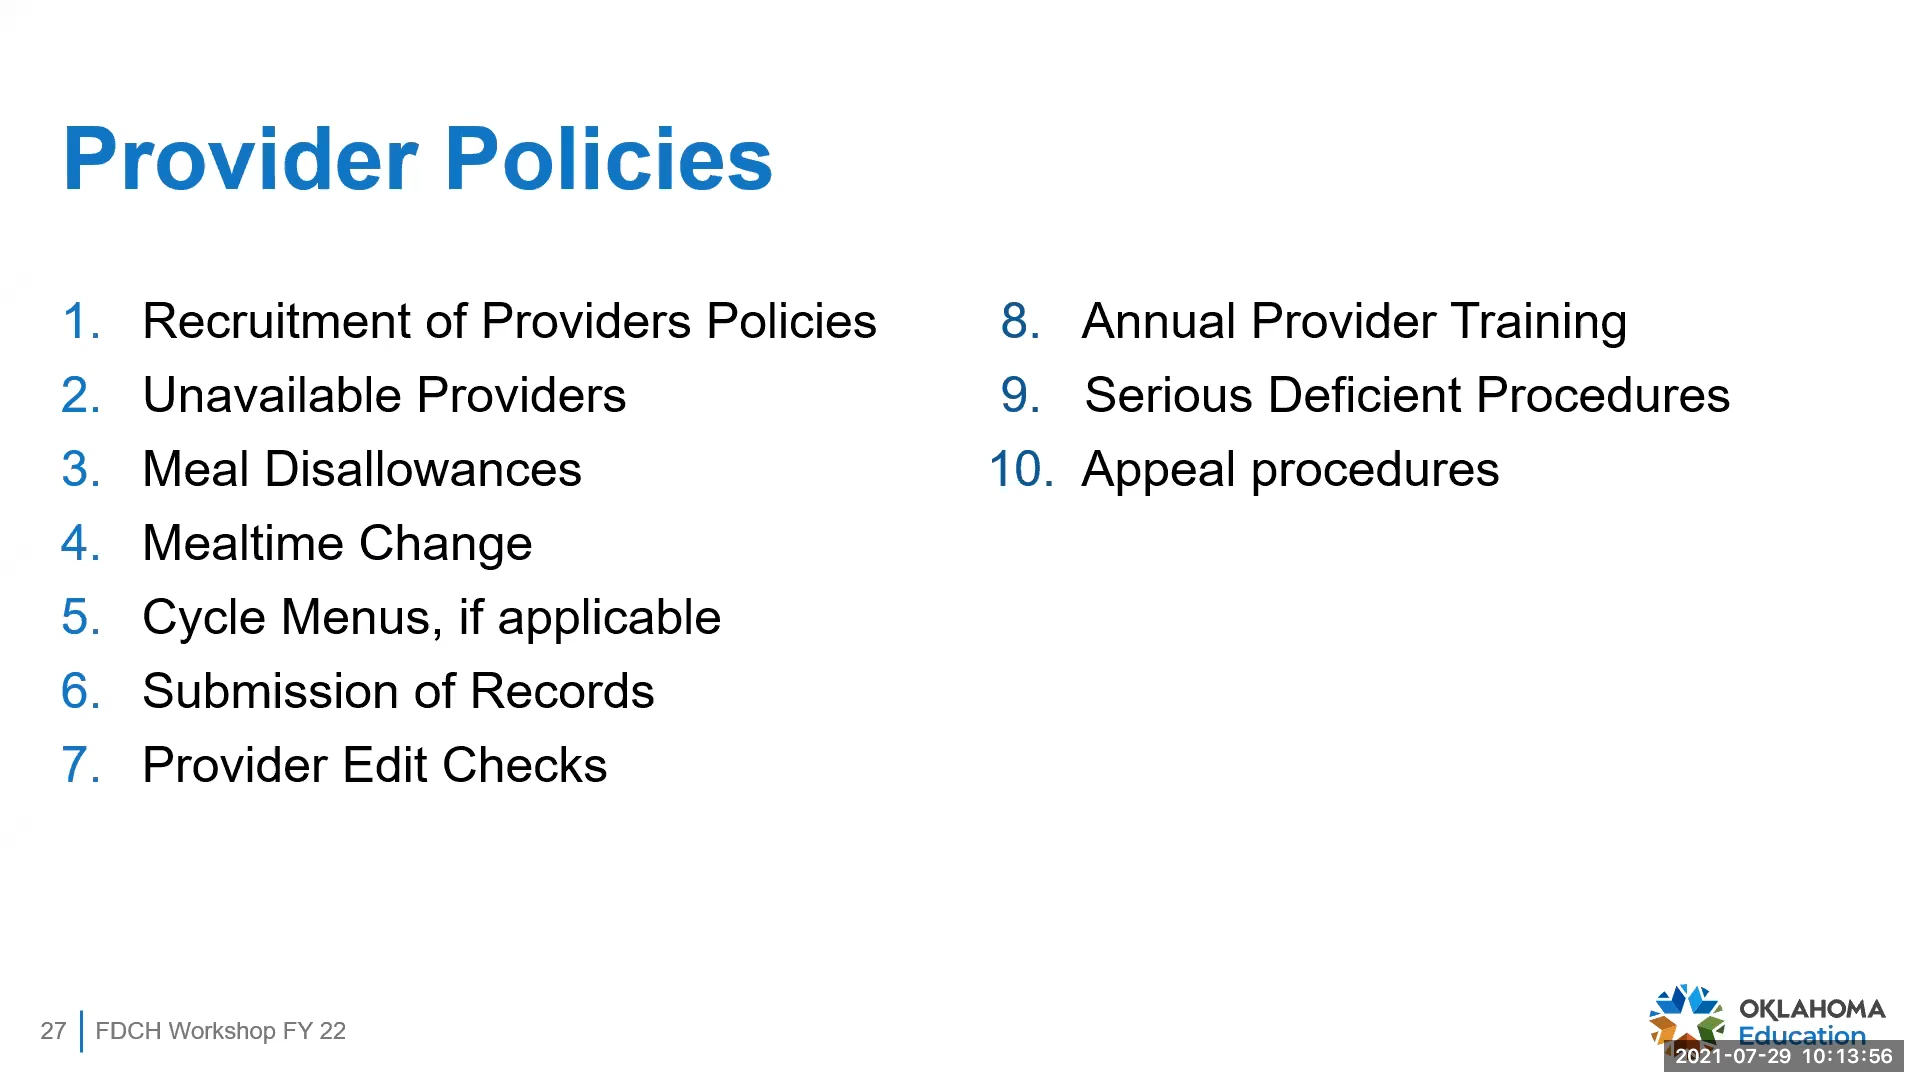 Provider Policies
1. Recruitment of Providers Policies
2. Unavailable Providers
3. Meal Disallowances
4. Mealtime Change
5. Cycle Menus, if applicable
6. Submission of Records
7. Provider Edit Checks
8. Annual Provider Training
9. Serious Deficient Procedures
10. Appeal procedures
27 FDCH Workshop FY 22
OKLAHOMA
Education
2021-07-29 10:13:56